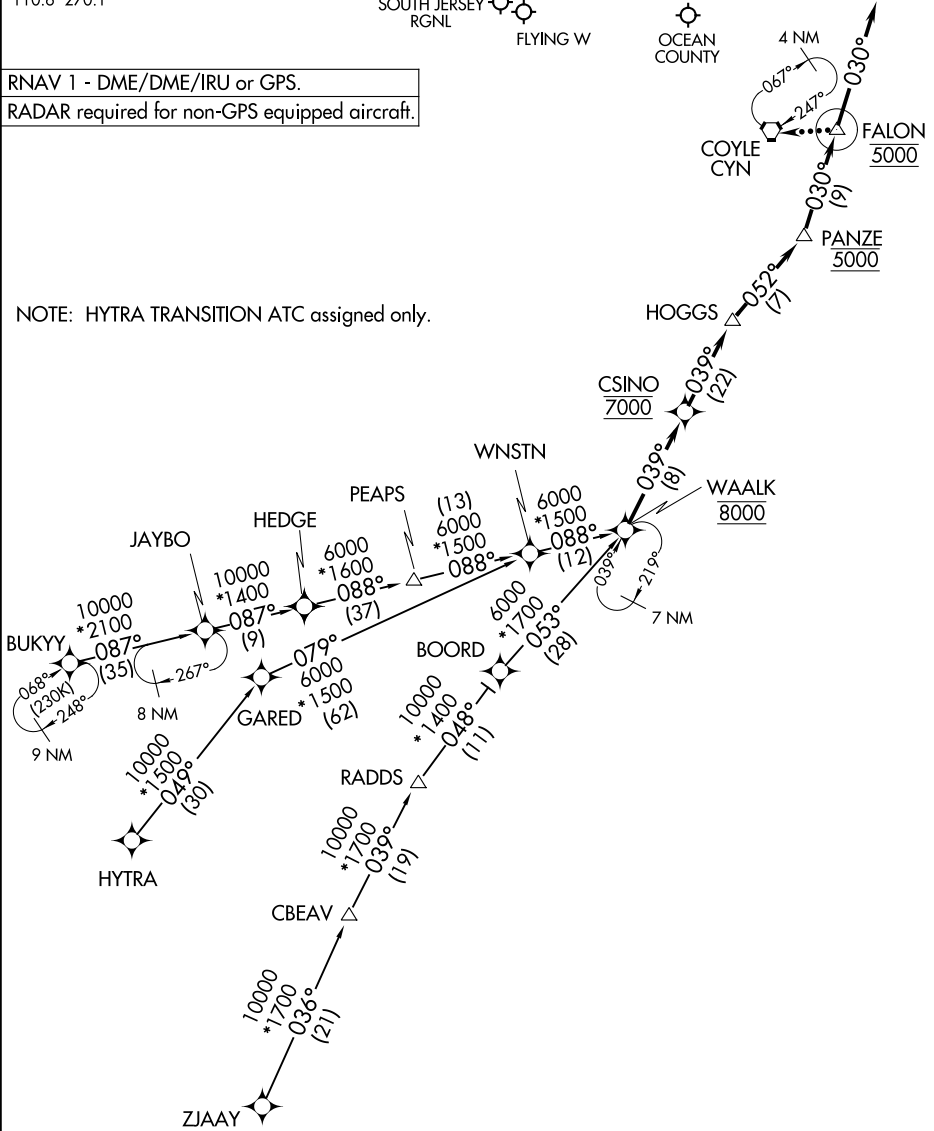 110.6 270.1
SOUTH JERSEY
RGNL
FLYING W
OCEAN
COUNTY
4 NM
067°
247°
030°
RNAV 1 - DME/DME/IRU or GPS.
RADAR required for non-GPS equipped aircraft.
COYLE
CYN
FALON
5000
030°
(9)
PANZE
5000
NOTE: HYTRA TRANSITION ATC assigned only.
052°
(7)
HOGGS
039°
(22)
CSINO
7000
039°
(8)
WAALK
8000
039°
219°
7 NM
WNSTN
6000
*1500
088°
(12)
PEAPS
(13)
6000
*1500
088°
HEDGE
6000
*1600
088°
(37)
JAYBO
10000
*1400
087°
(9)
267°
8 NM
BUKYY
10000
*2100
087°
(35)
068°
(230K)
248°
9 NM
079°
6000
*1500
(62)
GARED
10000
*1500
049°
(30)
HYTRA
6000
*1700
053°
(28)
BOORD
10000
*1400
048°
(11)
RADDS
10000
*1700
039°
(19)
CBEAV
10000
*1700
036°
(21)
ZJAAY